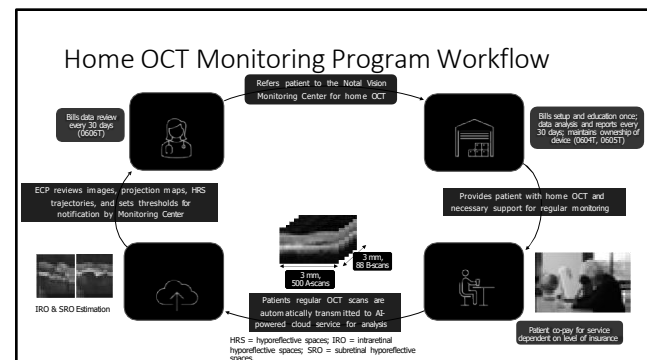 Home OCT Monitoring Program Workflow
Refers patient to the Notal Vision
Monitoring Center for home OCT
Bills data review
every 30 days
(0606T)
Bills setup and education once;
data analysis and reports every
30 days; maintains ownership of
device (0604T, 0605T)
ECP reviews images, projection maps, HRS
trajectories, and sets thresholds for
notification by Monitoring Center
Provides patient with home OCT and
necessary support for regular monitoring
3 mm,
88 B-scans
3 mm,
500 A-scans
IRO & SRO Estimation
Patients regular OCT scans are
automatically transmitted to AI-
powered cloud service for analysis
Patient co-pay for service
dependent on level of insurance
HRS = hyporeflective spaces; IRO = intraretinal
hyporeflective spaces; SRO = subretinal hyporeflective
spaces